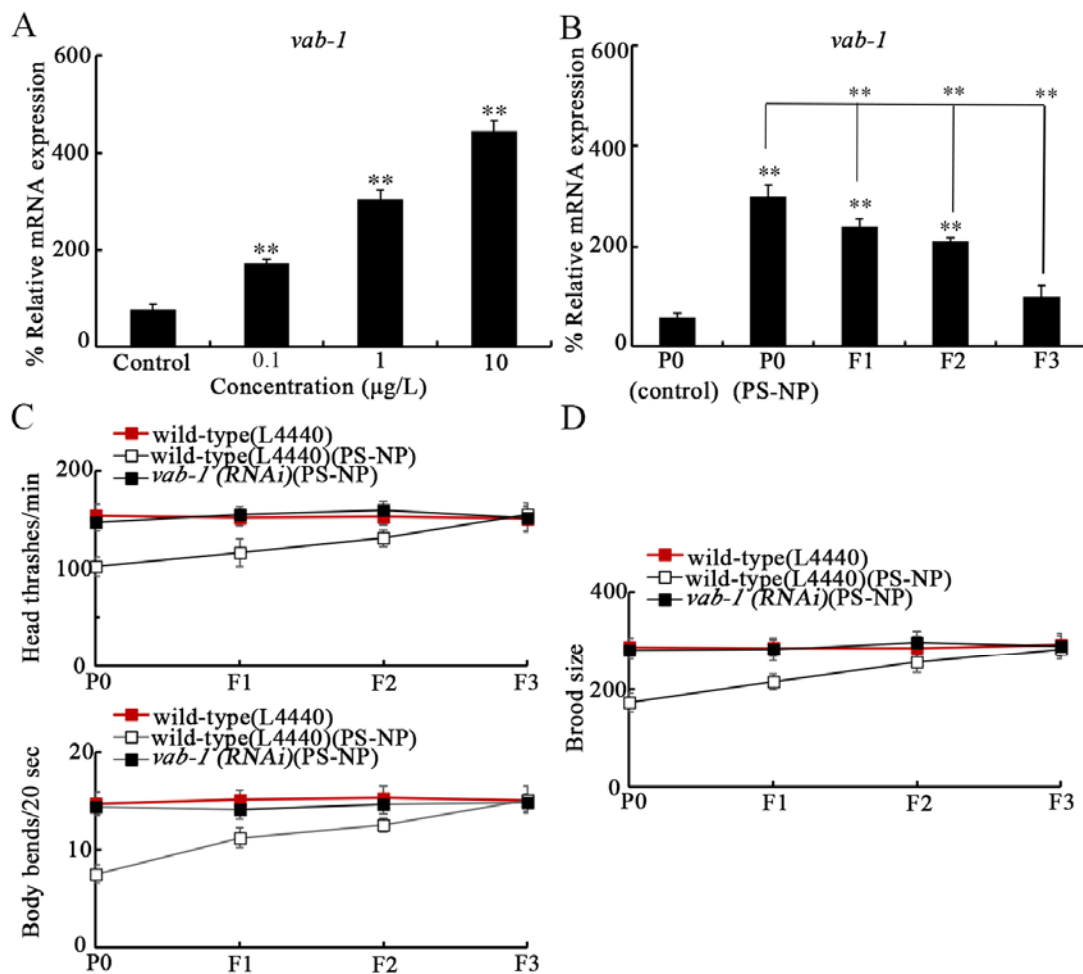 A
vab-1
% Relative mRNA expression
600
400
200
0
**
**
**
Control
0.1
1
10
Concentration (µg/L)
B
vab-1
% Relative mRNA expression
600
400
200
0
**
**
**
**
**
**
P0
P0
F1
F2
F3
(control)
(PS-NP)
C
wild-type(L4440)
wild-type(L4440)(PS-NP)
vab-1 (RNAi)(PS-NP)
Head thrashes/min
200
100
0
P0
F1
F2
F3
wild-type(L4440)
wild-type(L4440)(PS-NP)
vab-1 (RNAi)(PS-NP)
Body bends/20 sec
20
10
0
P0
F1
F2
F3
D
wild-type(L4440)
wild-type(L4440)(PS-NP)
vab-1 (RNAi)(PS-NP)
Brood size
400
200
0
P0
F1
F2
F3